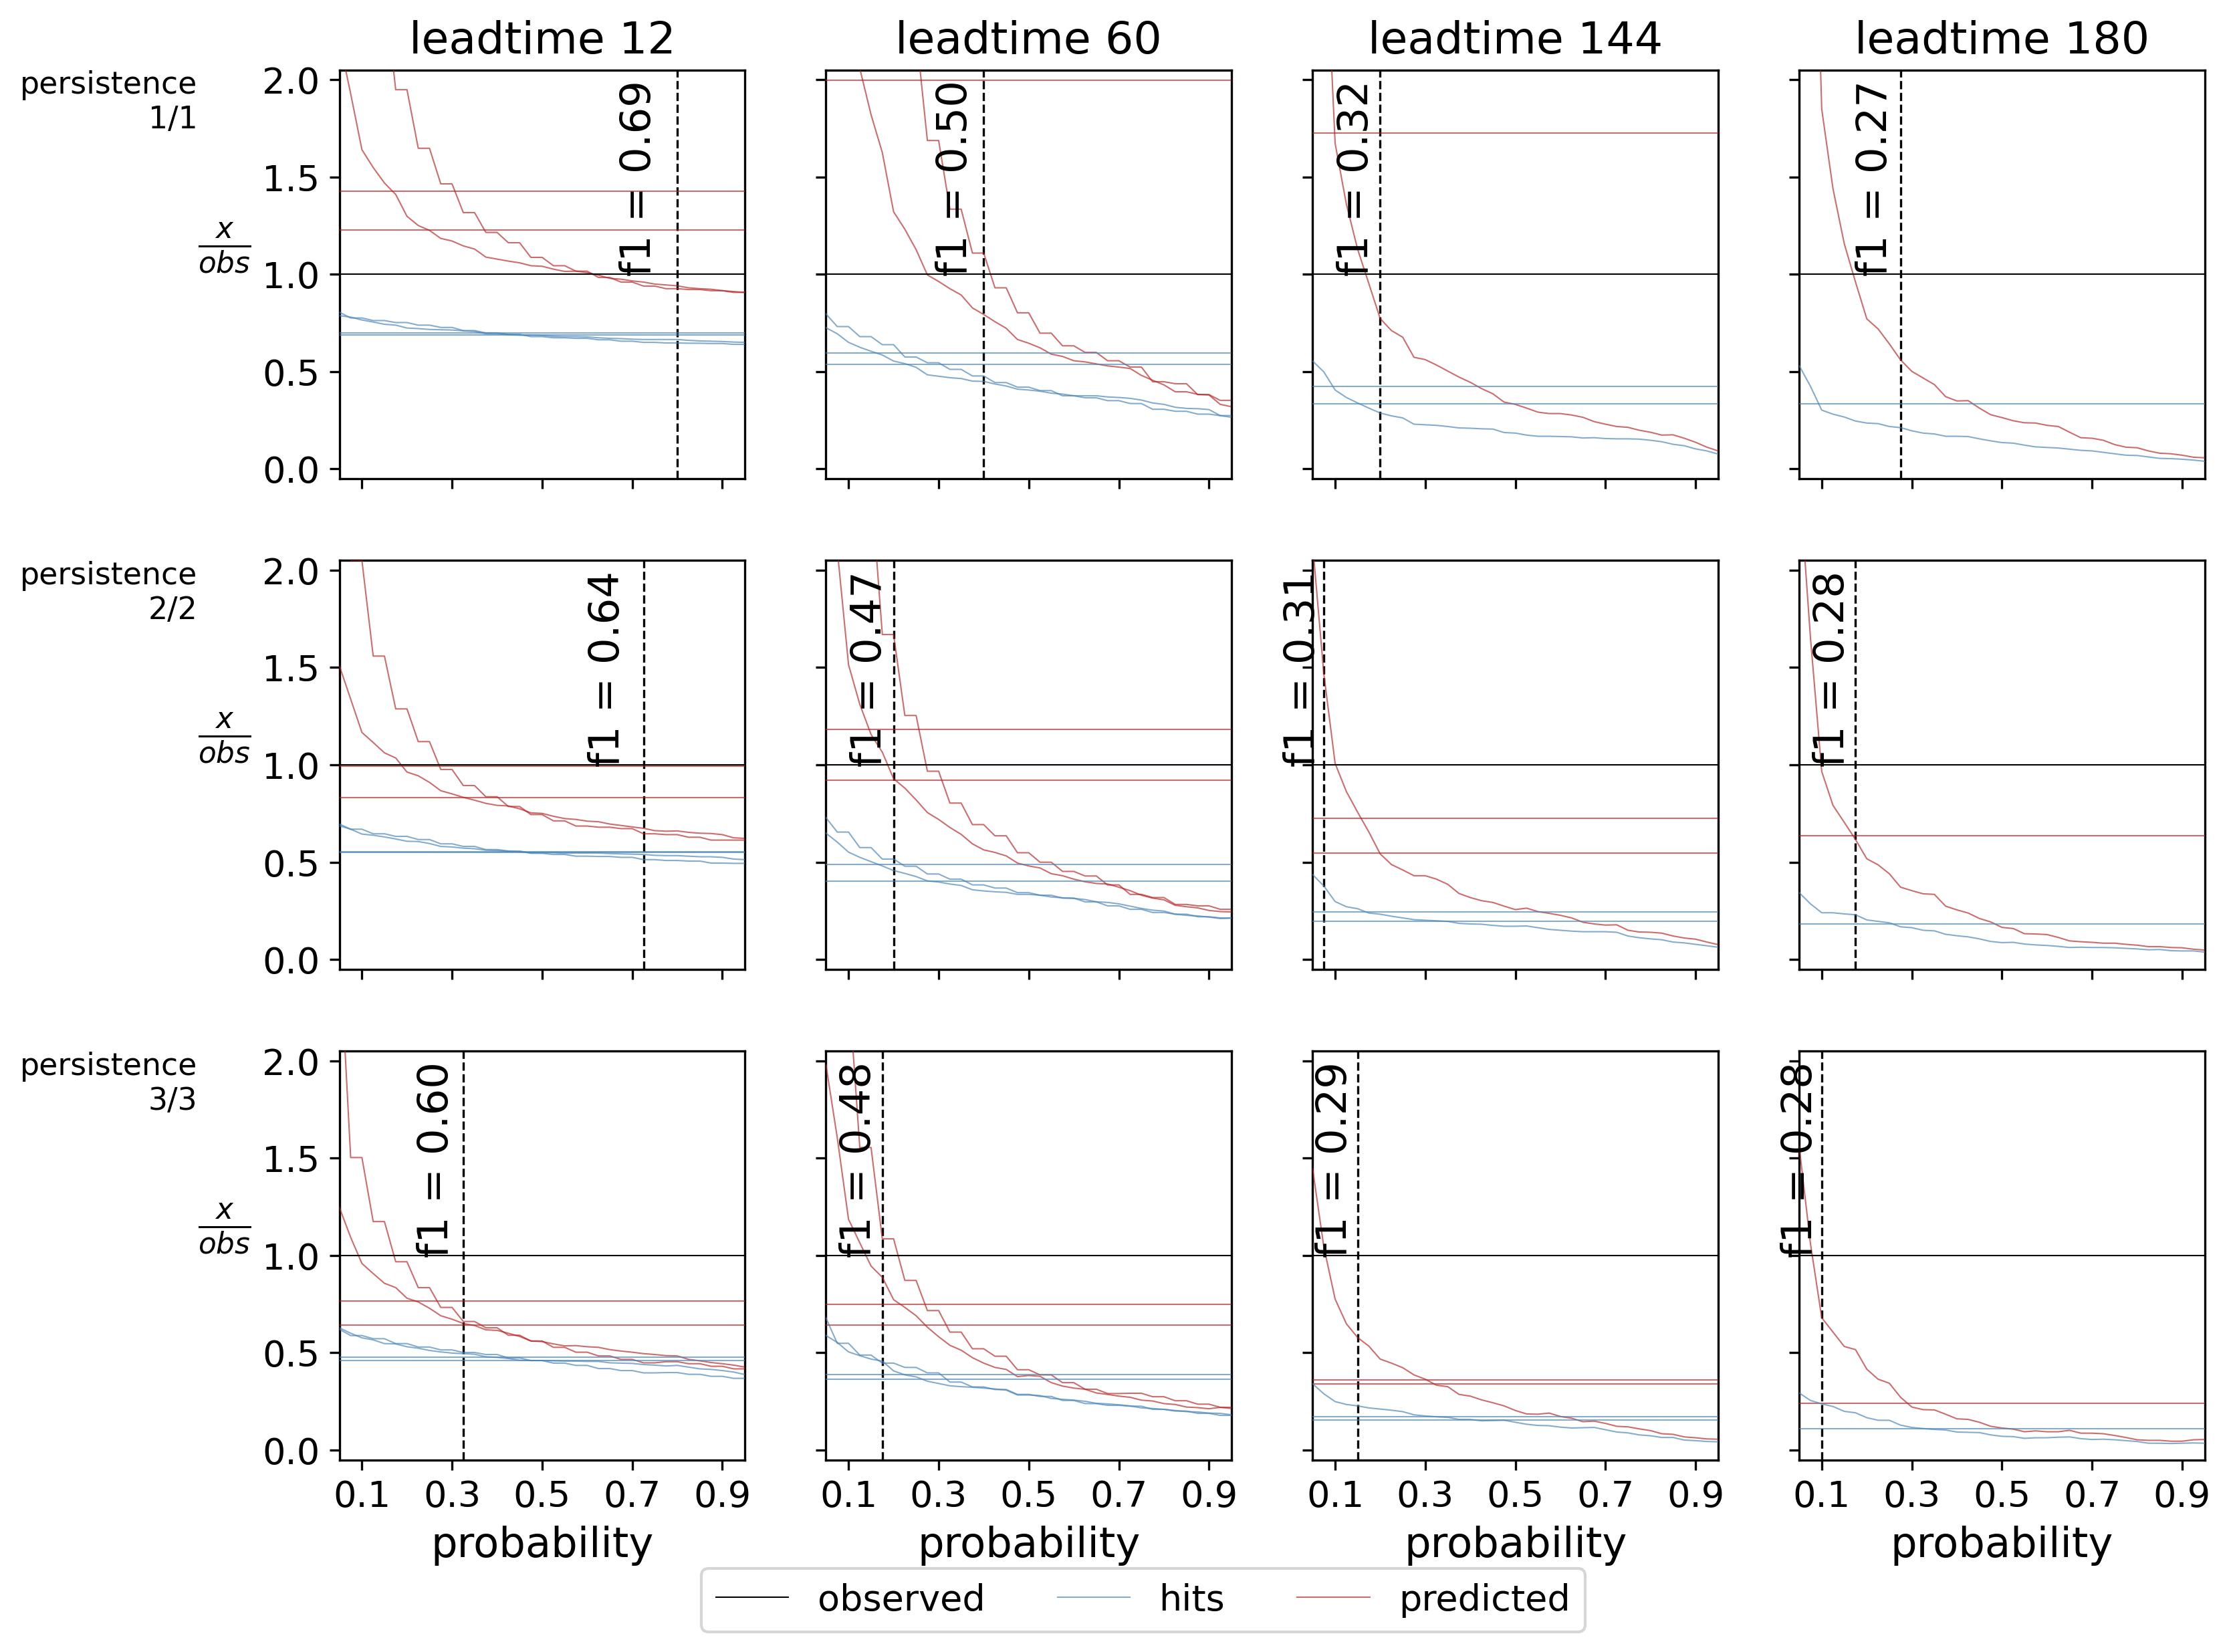 leadtime 12
leadtime 60
leadtime 144
leadtime 180
persistence
1/1
x
obs
2.0
1.5
1.0
0.5
0.0
f1 = 0.69
f1 = 0.50
f1 = 0.32
f1 = 0.27
persistence
2/2
x
obs
2.0
1.5
1.0
0.5
0.0
f1 = 0.64
f1 = 0.47
f1 = 0.31
f1 = 0.28
persistence
3/3
x
obs
2.0
1.5
1.0
0.5
0.0
f1 = 0.60
f1 = 0.48
f1 = 0.29
f1 = 0.28
0.1 0.3 0.5 0.7 0.9
0.1 0.3 0.5 0.7 0.9
0.1 0.3 0.5 0.7 0.9
0.1 0.3 0.5 0.7 0.9
probability
probability
probability
probability
observed
hits
predicted